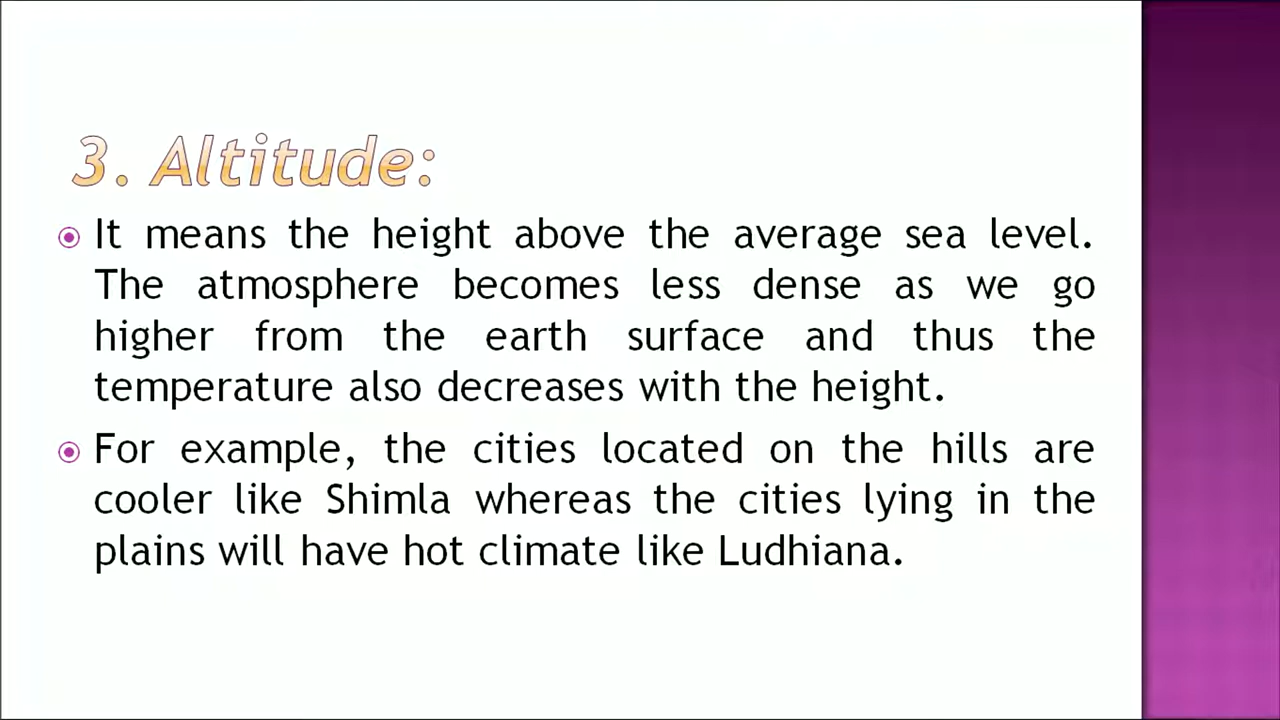 3. Altitude:
It means the height above the average sea level.
The atmosphere becomes less dense as we go
higher from the earth surface and thus the
temperature also decreases with the height.
For example, the cities located on the hills are
cooler like Shimla whereas the cities lying in the
plains will have hot climate like Ludhiana.